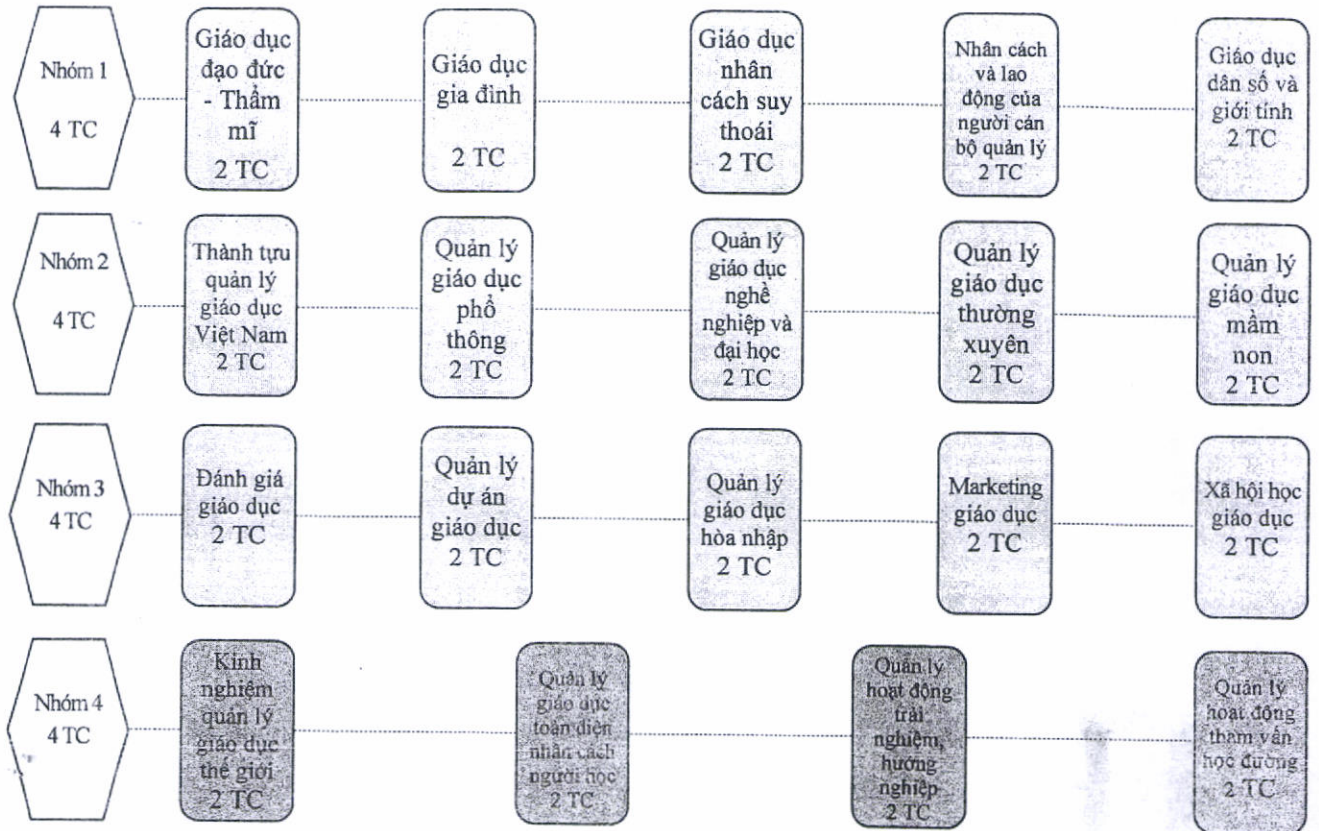 Nhóm 1
4 TC
Giáo dục
đạo đức
- Thẩm
mĩ
2 TC
Giáo dục
gia đình
2 TC
Giáo dục
nhân
cách suy
thoái
2 TC
Nhân cách
và lao
động của
người cán
bộ quản lý
2 TC
Giáo dục
dân số và
giới tính
2 TC
Nhóm 2
4 TC
Thành tựu
quản lý
giáo dục
Việt Nam
2 TC
Quản lý
giáo dục
phổ
thông
2 TC
Quản lý
giáo dục
nghề
nghiệp và
đại học
2 TC
Quản lý
giáo dục
thường
xuyên
2 TC
Quản lý
giáo dục
mầm
non
2 TC
Nhóm 3
4 TC
Đánh giá
giáo dục
2 TC
Quản lý
dự án
giáo dục
2 TC
Quản lý
giáo dục
hòa nhập
2 TC
Marketing
giáo dục
2 TC
Xã hội học
giáo dục
2 TC
Nhóm 4
4 TC
Kinh
nghiệm
quản lý
giáo dục
thế giới
2 TC
Quản lý
giáo dục
toàn diện
nhân cách
người học
2 TC
Quản lý
hoạt động
trải
nghiệm,
hướng
nghiệp
2 TC
Quản lý
hoạt động
tham vấn
học đường
2 TC